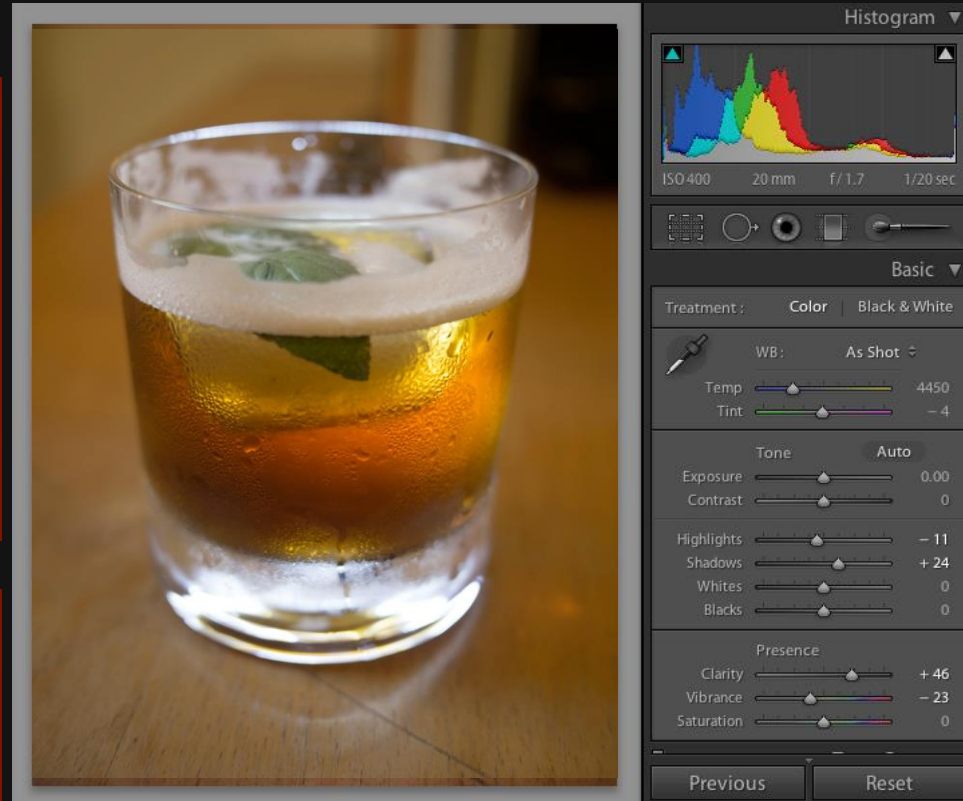 Histogram
ISO 400 20 mm f / 1.7 1/20 sec
Basic
Treatment : Color | Black & White
WB : As Shot
Temp 4450
Tint – 4
Tone Auto
Exposure 0.00
Contrast 0
Highlights – 11
Shadows + 24
Whites 0
Blacks 0
Presence
Clarity + 46
Vibrance – 23
Saturation 0
Previous Reset